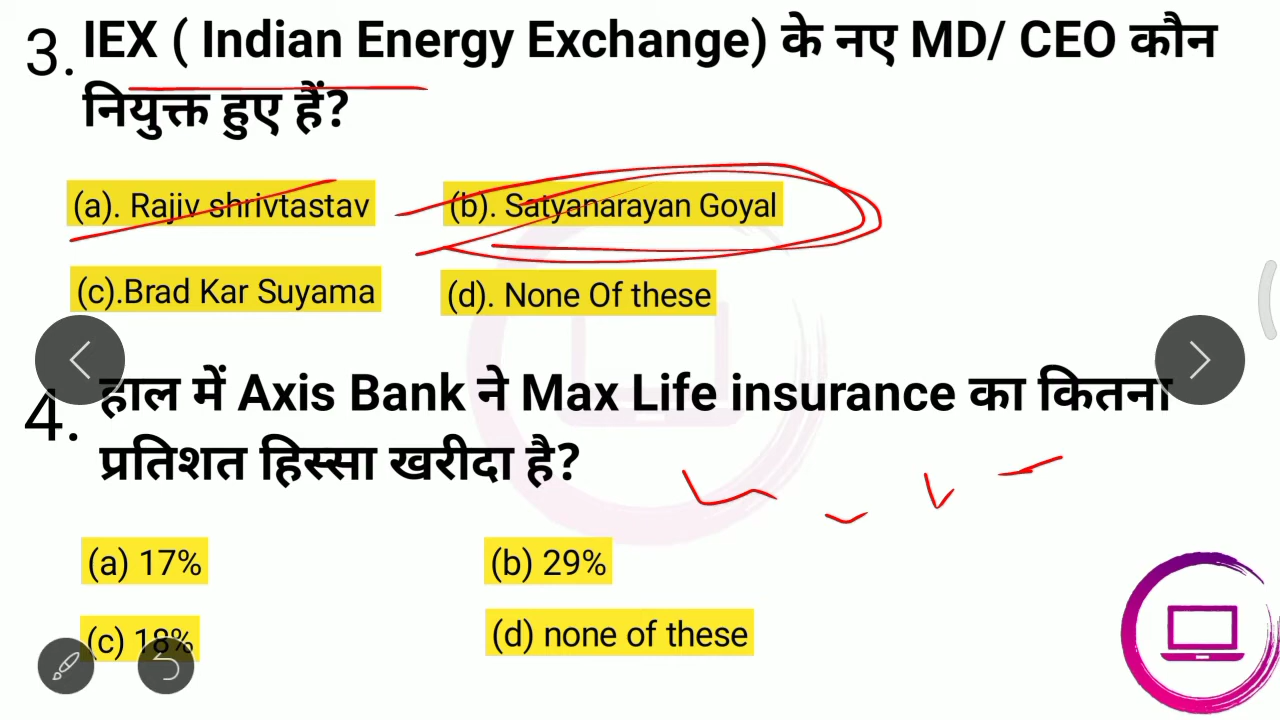 3. IEX ( Indian Energy Exchange) के नए MD/ CEO कौन
नियुक्त हुए हैं?
(a). Rajiv shrivtastav (b). Satyanarayan Goyal
(c).Brad Kar Suyama (d). None Of these
4. हाल में Axis Bank ने Max Life insurance का कितना
प्रतिशत हिस्सा खरीदा है?
(a) 17% (b) 29%
(c) 18% (d) none of these